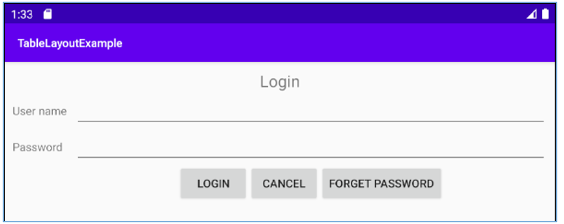 1:33
TableLayoutExample
Login
User name
Password
LOGIN CANCEL FORGET PASSWORD